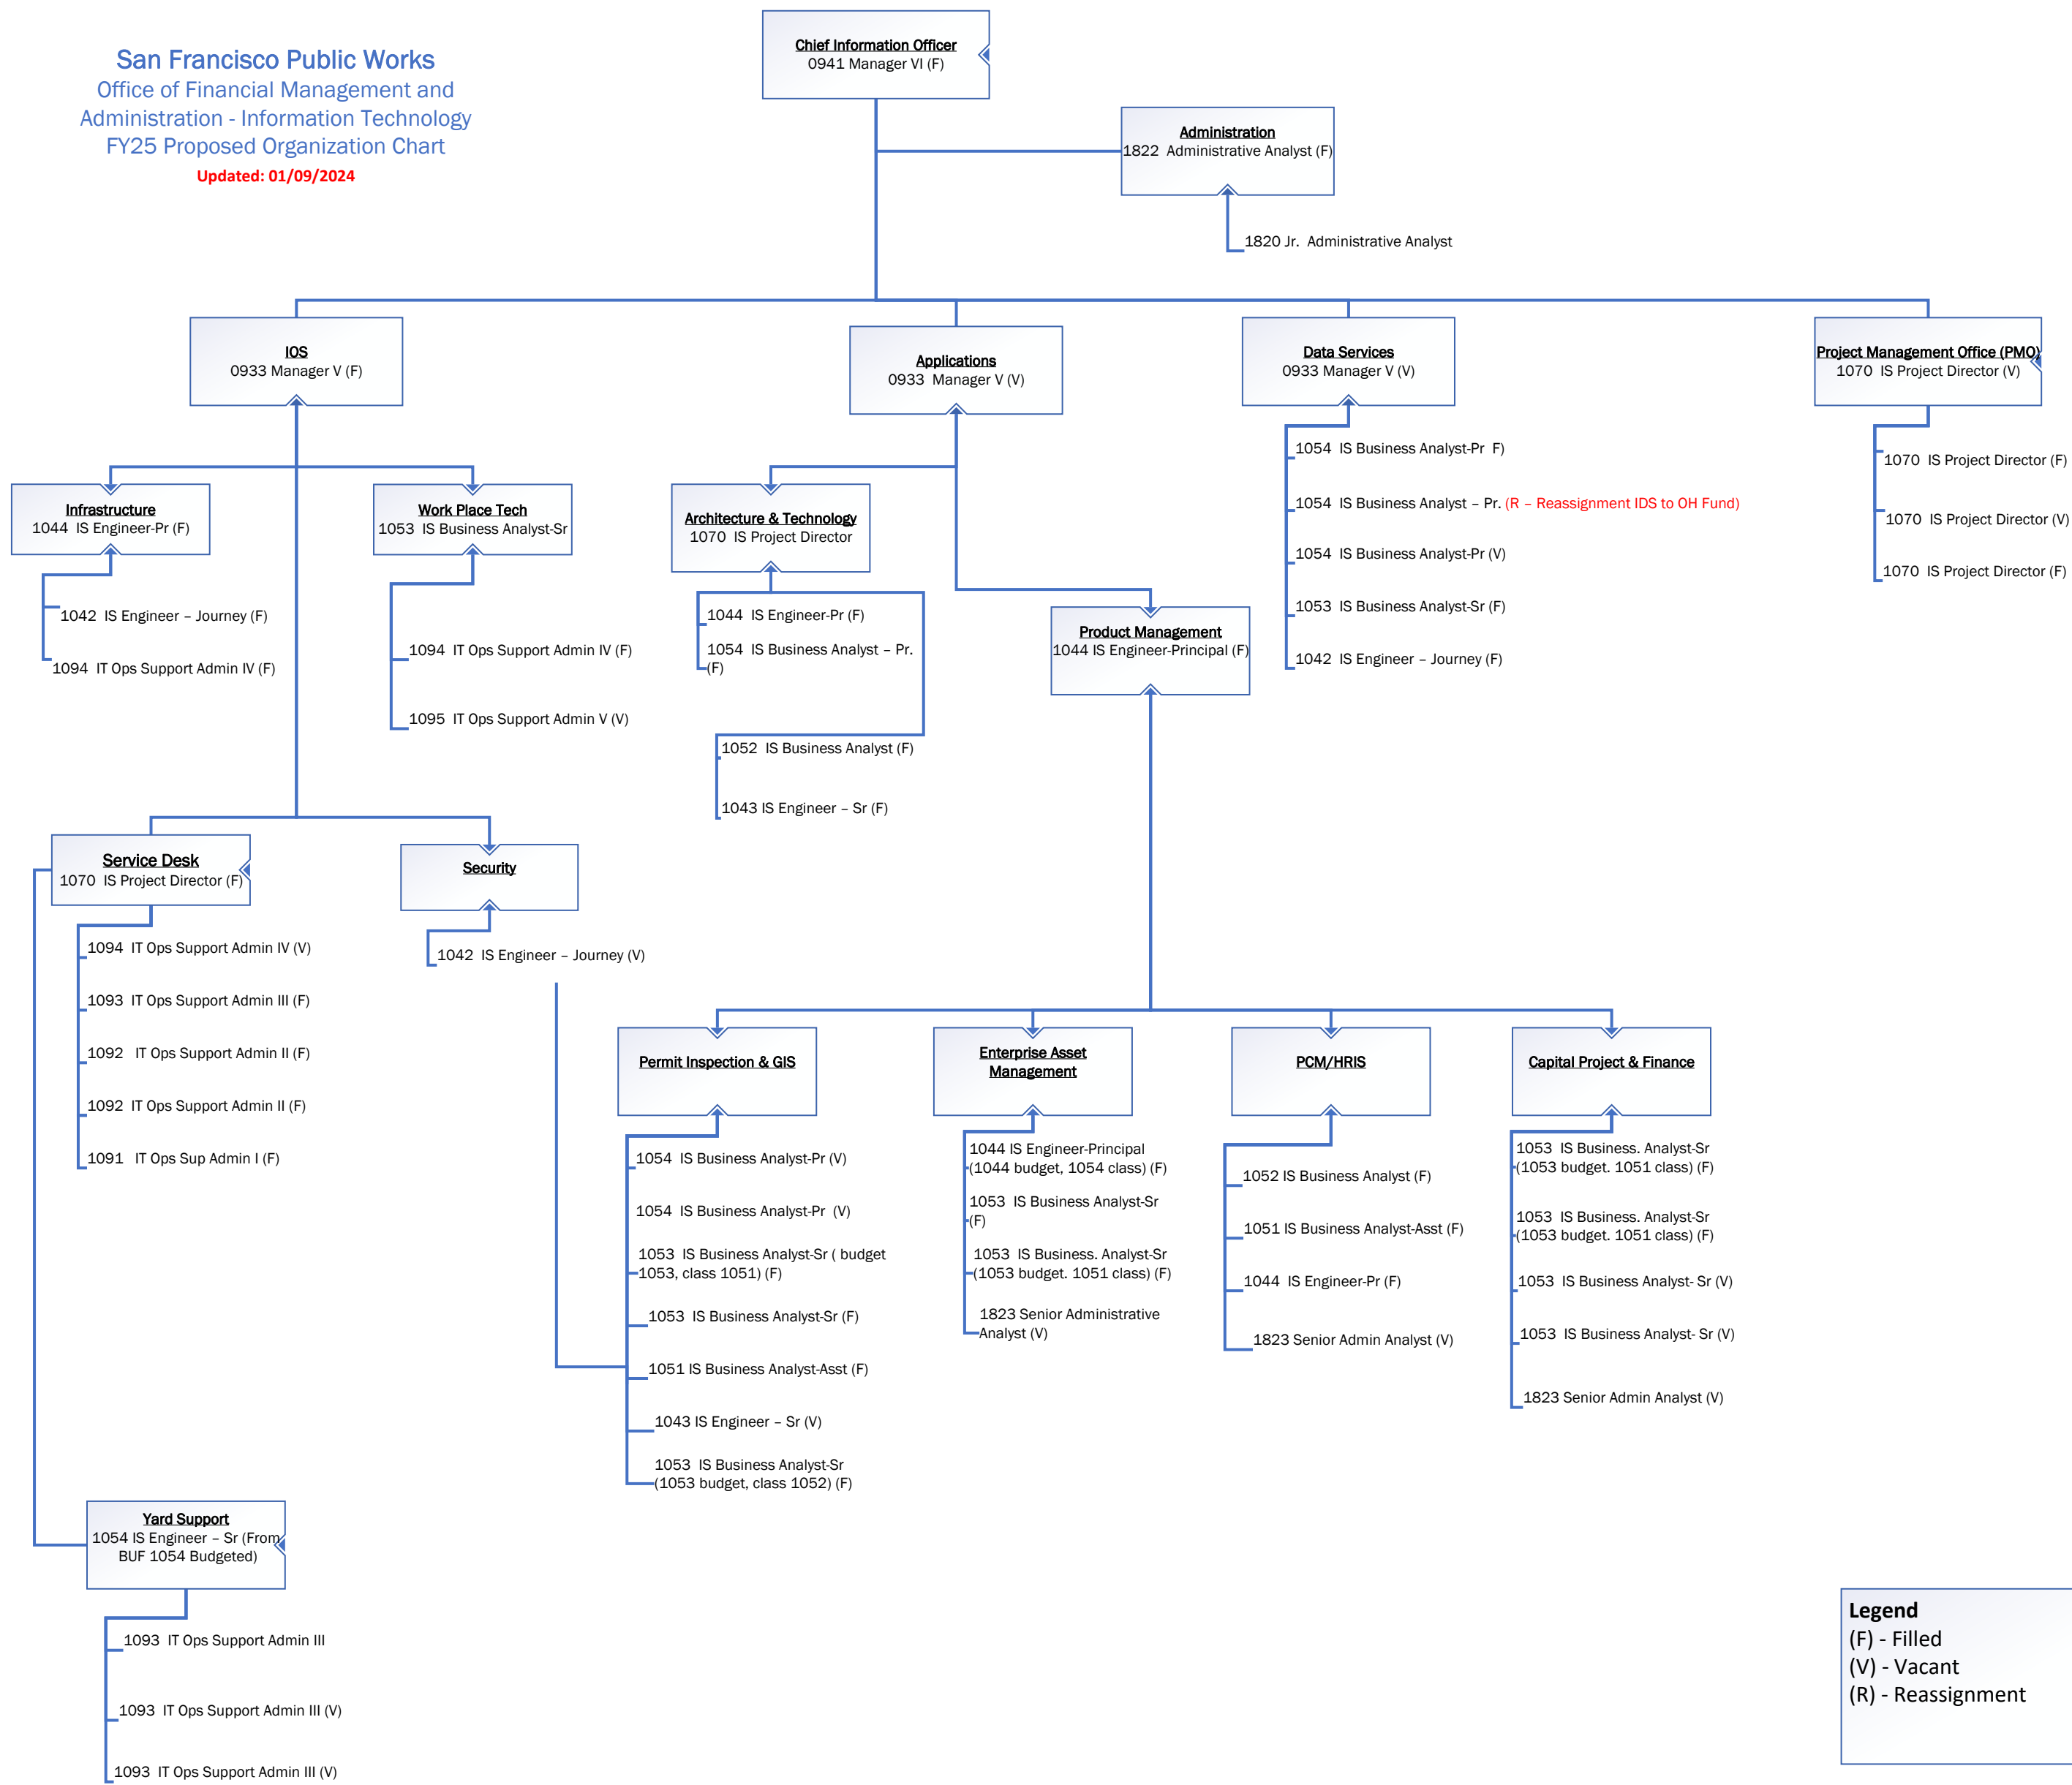 San Francisco Public Works
Office of Financial Management and
Administration - Information Technology
FY25 Proposed Organization Chart
Updated: 01/09/2024
Chief Information Officer
0941 Manager VI (F)
Administration
1822 Administrative Analyst (F)
1820 Jr. Administrative Analyst
IOS
0933 Manager V (F)
Applications
0933 Manager V (V)
Data Services
0933 Manager V (V)
Project Management Office (PMO)
1070 IS Project Director (V)
Infrastructure
1044 IS Engineer-Pr (F)
1042 IS Engineer – Journey (F)
1094 IT Ops Support Admin IV (F)
Work Place Tech
1053 IS Business Analyst-Sr
1094 IT Ops Support Admin IV (F)
1095 IT Ops Support Admin V (V)
Architecture & Technology
1070 IS Project Director
1044 IS Engineer-Pr (F)
1054 IS Business Analyst – Pr.
(F)
1052 IS Business Analyst (F)
1043 IS Engineer – Sr (F)
Product Management
1044 IS Engineer-Principal (F)
1054 IS Business Analyst-Pr F)
1054 IS Business Analyst – Pr. (R – Reassignment IDS to OH Fund)
1054 IS Business Analyst-Pr (V)
1053 IS Business Analyst-Sr (F)
1042 IS Engineer – Journey (F)
1070 IS Project Director (F)
1070 IS Project Director (V)
1070 IS Project Director (F)
Service Desk
1070 IS Project Director (F)
1094 IT Ops Support Admin IV (V)
1093 IT Ops Support Admin III (F)
1092 IT Ops Support Admin II (F)
1092 IT Ops Support Admin II (F)
1091 IT Ops Sup Admin I (F)
Security
1042 IS Engineer – Journey (V)
Permit Inspection & GIS
1054 IS Business Analyst-Pr (V)
1054 IS Business Analyst-Pr (V)
1053 IS Business Analyst-Sr ( budget
1053, class 1051) (F)
1053 IS Business Analyst-Sr (F)
1051 IS Business Analyst-Asst (F)
1043 IS Engineer – Sr (V)
1053 IS Business Analyst-Sr
(1053 budget, class 1052) (F)
Enterprise Asset
Management
1044 IS Engineer-Principal
(1044 budget, 1054 class) (F)
1053 IS Business Analyst-Sr
(F)
1053 IS Business. Analyst-Sr
(1053 budget. 1051 class) (F)
1823 Senior Administrative
Analyst (V)
PCM/HRIS
1052 IS Business Analyst (F)
1051 IS Business Analyst-Asst (F)
1044 IS Engineer-Pr (F)
1823 Senior Admin Analyst (V)
Capital Project & Finance
1053 IS Business. Analyst-Sr
(1053 budget. 1051 class) (F)
1053 IS Business. Analyst-Sr
(1053 budget. 1051 class) (F)
1053 IS Business Analyst- Sr (V)
1053 IS Business Analyst- Sr (V)
1823 Senior Admin Analyst (V)
Yard Support
1054 IS Engineer – Sr (From
BUF 1054 Budgeted)
1093 IT Ops Support Admin III
1093 IT Ops Support Admin III (V)
1093 IT Ops Support Admin III (V)
Legend
(F) - Filled
(V) - Vacant
(R) - Reassignment